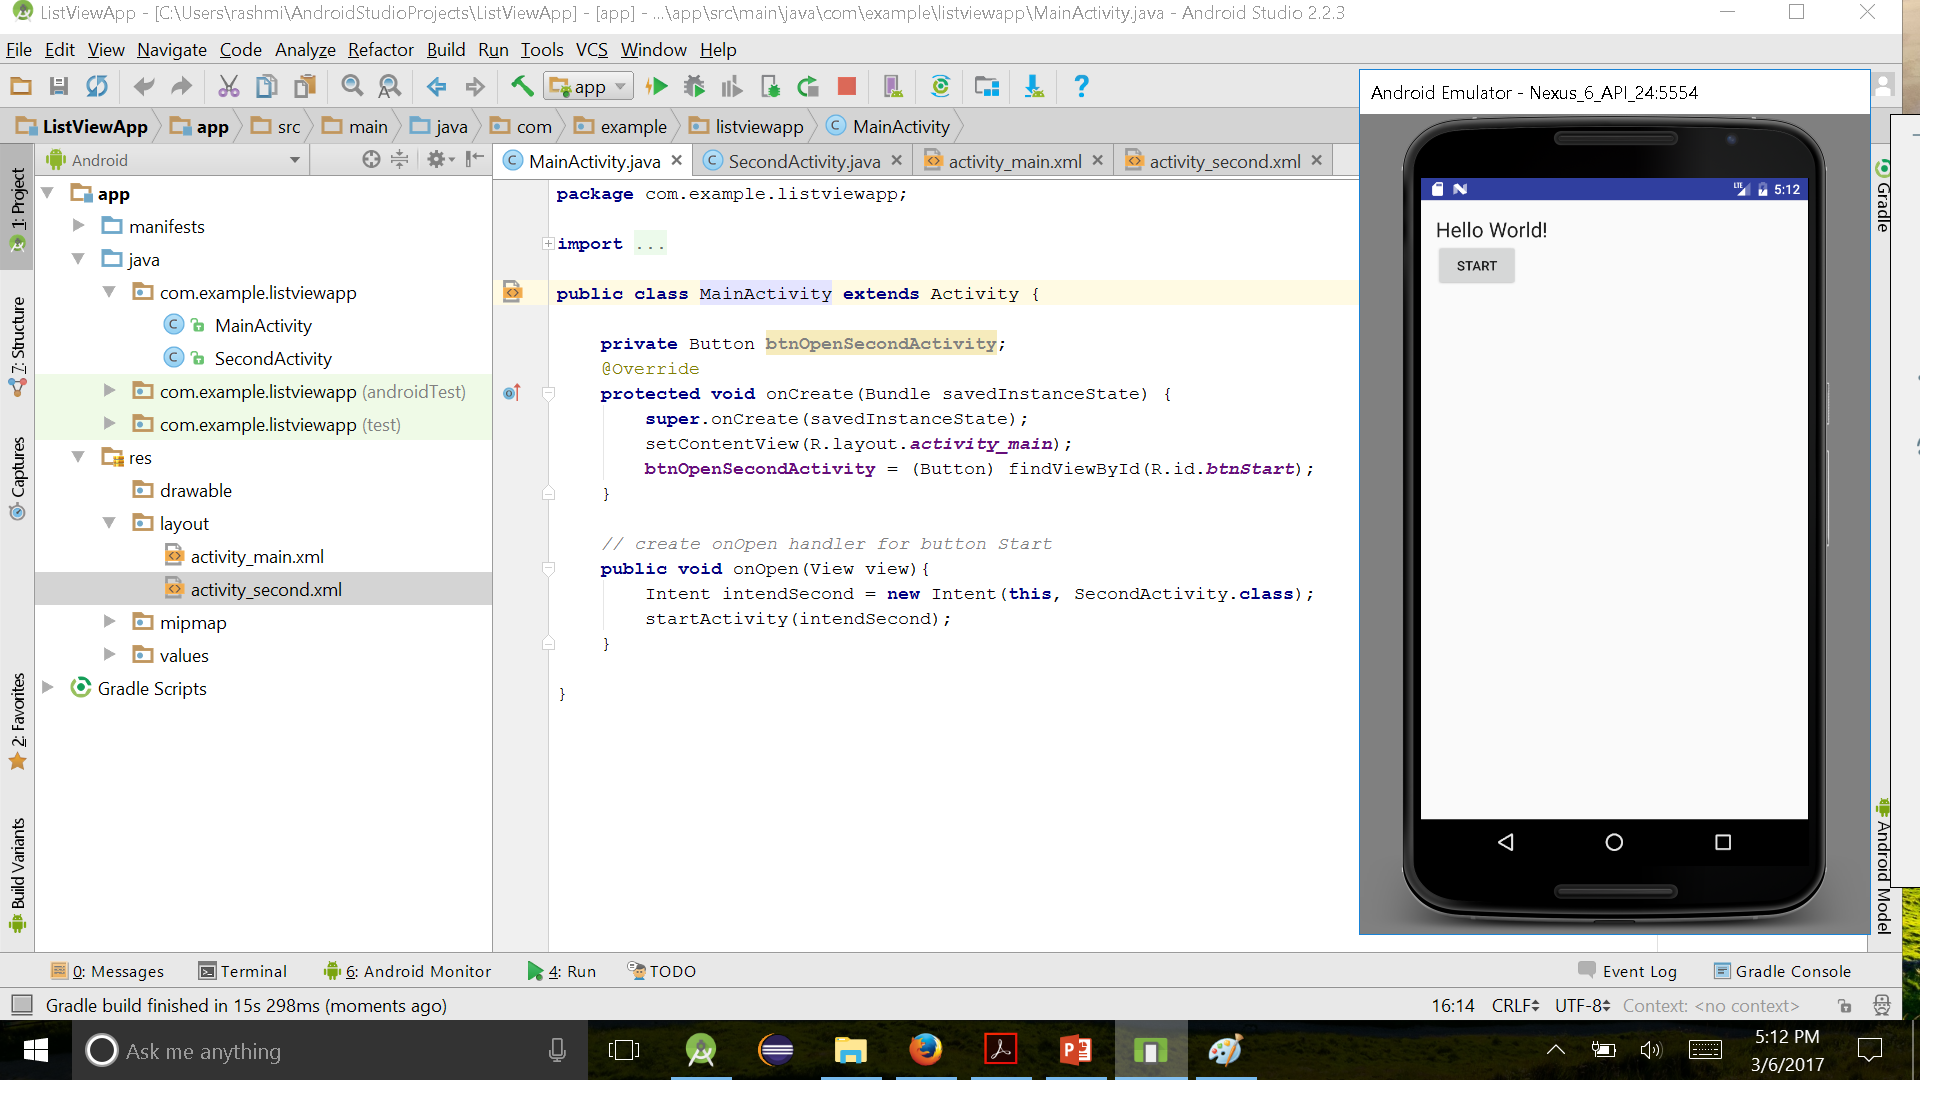 ListViewApp - [C:\Users\rashmi\AndroidStudioProjects\ListViewApp] - [app] - ...\app\src\main\java\com\example\listviewapp\MainActivity.java - Android Studio 2.2.3
File Edit View Navigate Code Analyze Refactor Build Run Tools VCS Window Help
app
ListViewApp app src main java com example listviewapp MainActivity
Android
MainActivity.java SecondActivity.java activity_main.xml activity_second.xml
1: Project
7: Structure
Captures
2: Favorites
Build Variants
app
manifests
java
com.example.listviewapp
MainActivity
SecondActivity
com.example.listviewapp (androidTest)
com.example.listviewapp (test)
res
drawable
layout
activity_main.xml
activity_second.xml
mipmap
values
Gradle Scripts
package com.example.listviewapp;
import ...
public class MainActivity extends Activity {
private Button btnOpenSecondActivity;
@Override
protected void onCreate(Bundle savedInstanceState) {
super.onCreate(savedInstanceState);
setContentView(R.layout.activity_main);
btnOpenSecondActivity = (Button) findViewById(R.id.btnStart);
}
// create onOpen handler for button Start
public void onOpen(View view){
Intent intendSecond = new Intent(this, SecondActivity.class);
startActivity(intendSecond);
}
}
Android Emulator - Nexus_6_API_24:5554
LTE 5:12
Hello World!
START
Gradle
Android Model
0: Messages Terminal 6: Android Monitor 4: Run TODO Event Log Gradle Console
Gradle build finished in 15s 298ms (moments ago) 16:14 CRLF UTF-8 Context: <no context>
Ask me anything
5:12 PM
3/6/2017